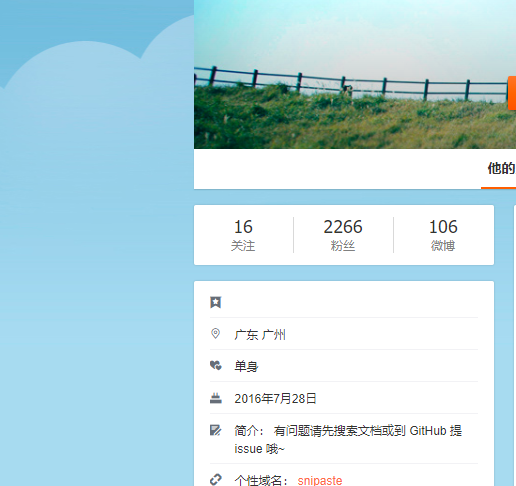 他的
16 2266 106
关注 粉丝 微博
广东 广州
单身
2016年7月28日
简介： 有问题请先搜索文档或到 GitHub 提
issue 哦~
个性域名： snipaste